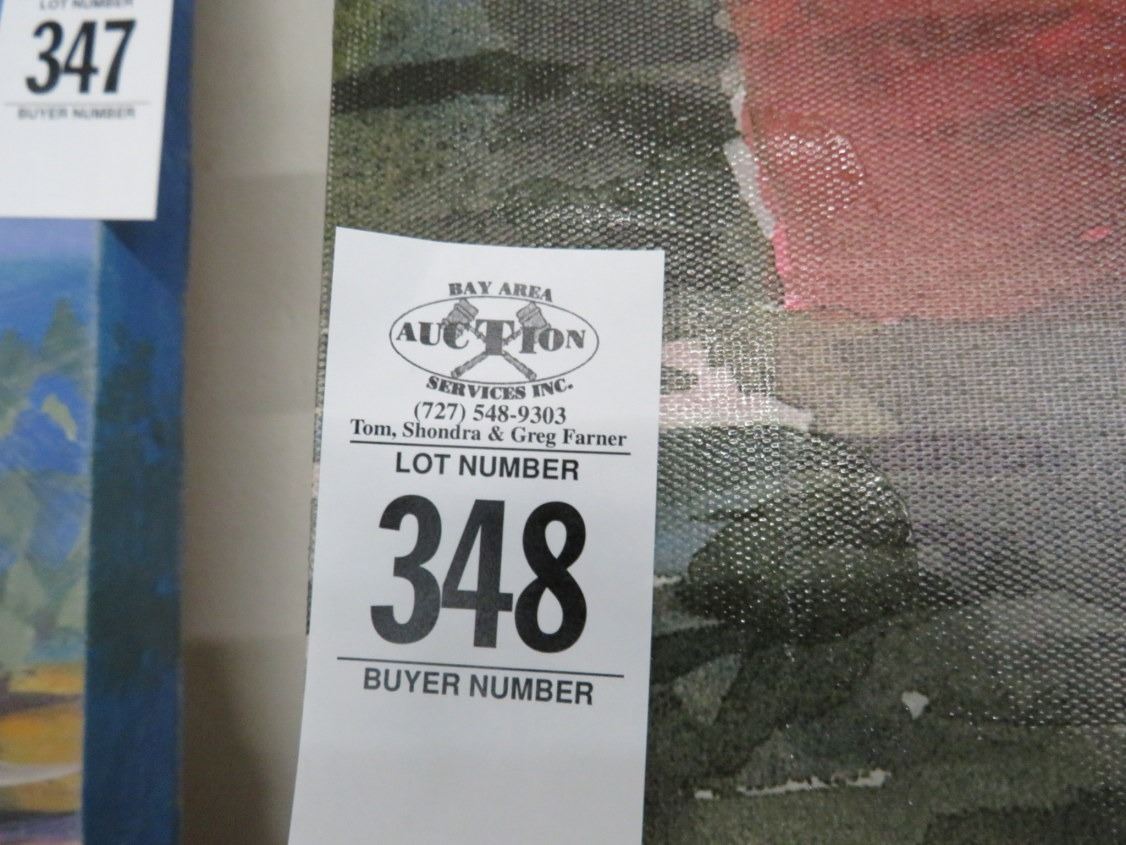 LOT NUMBER
347
BUYER NUMBER
BAY AREA
AUCTION
SERVICES INC.
(727) 548-9303
Tom, Shondra & Greg Farner
LOT NUMBER
348
BUYER NUMBER